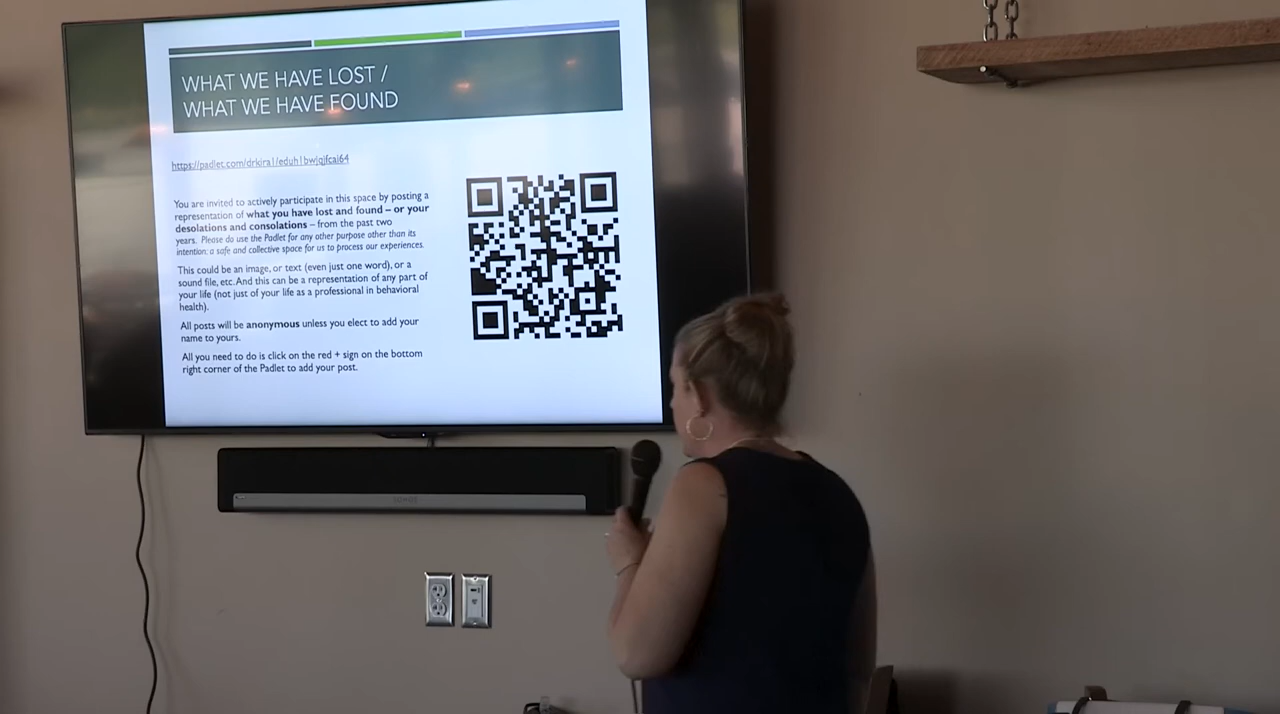 WHAT WE HAVE LOST /
WHAT WE HAVE FOUND
https://padlet.com/drkira1/eduh1bwjqjfcai64
You are invited to actively participate in this space by posting a
representation of what you have lost and found – or your
desolations and consolations – from the past two
years. Please do use the Padlet for any other purpose other than its
intention: a safe and collective space for us to process our experiences.
This could be an image, or text (even just one word), or a
sound file, etc. And this can be a representation of any part of
your life (not just of your life as a professional in behavioral
health).
All posts will be anonymous unless you elect to add your
name to yours.
All you need to do is click on the red + sign on the bottom
right corner of the Padlet to add your post.
SONOS